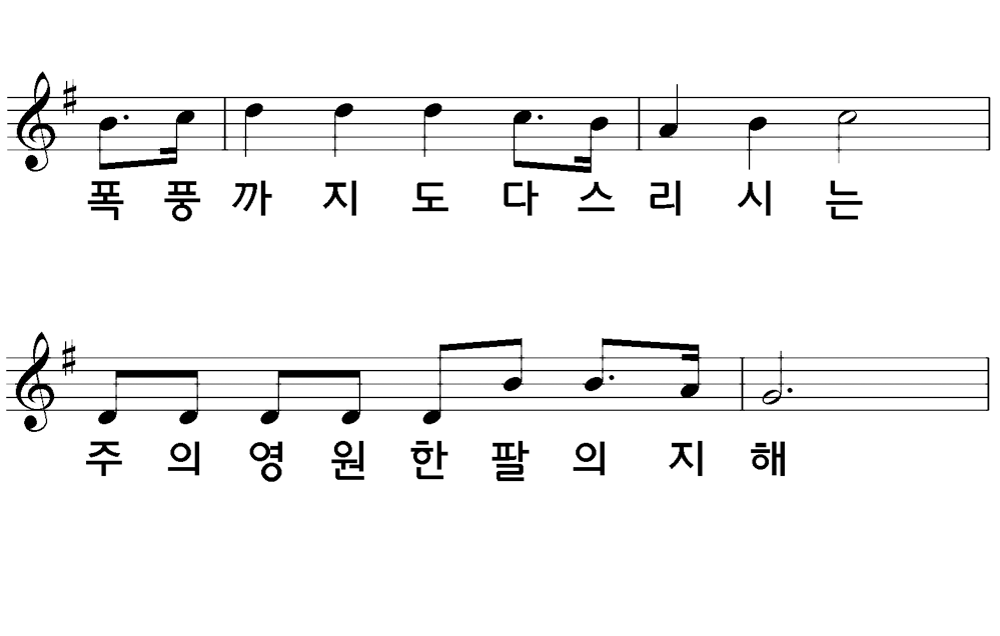 폭 풍 까 지 도 다 스 리 시 는
주 의 영 원 한 팔 의 지 해